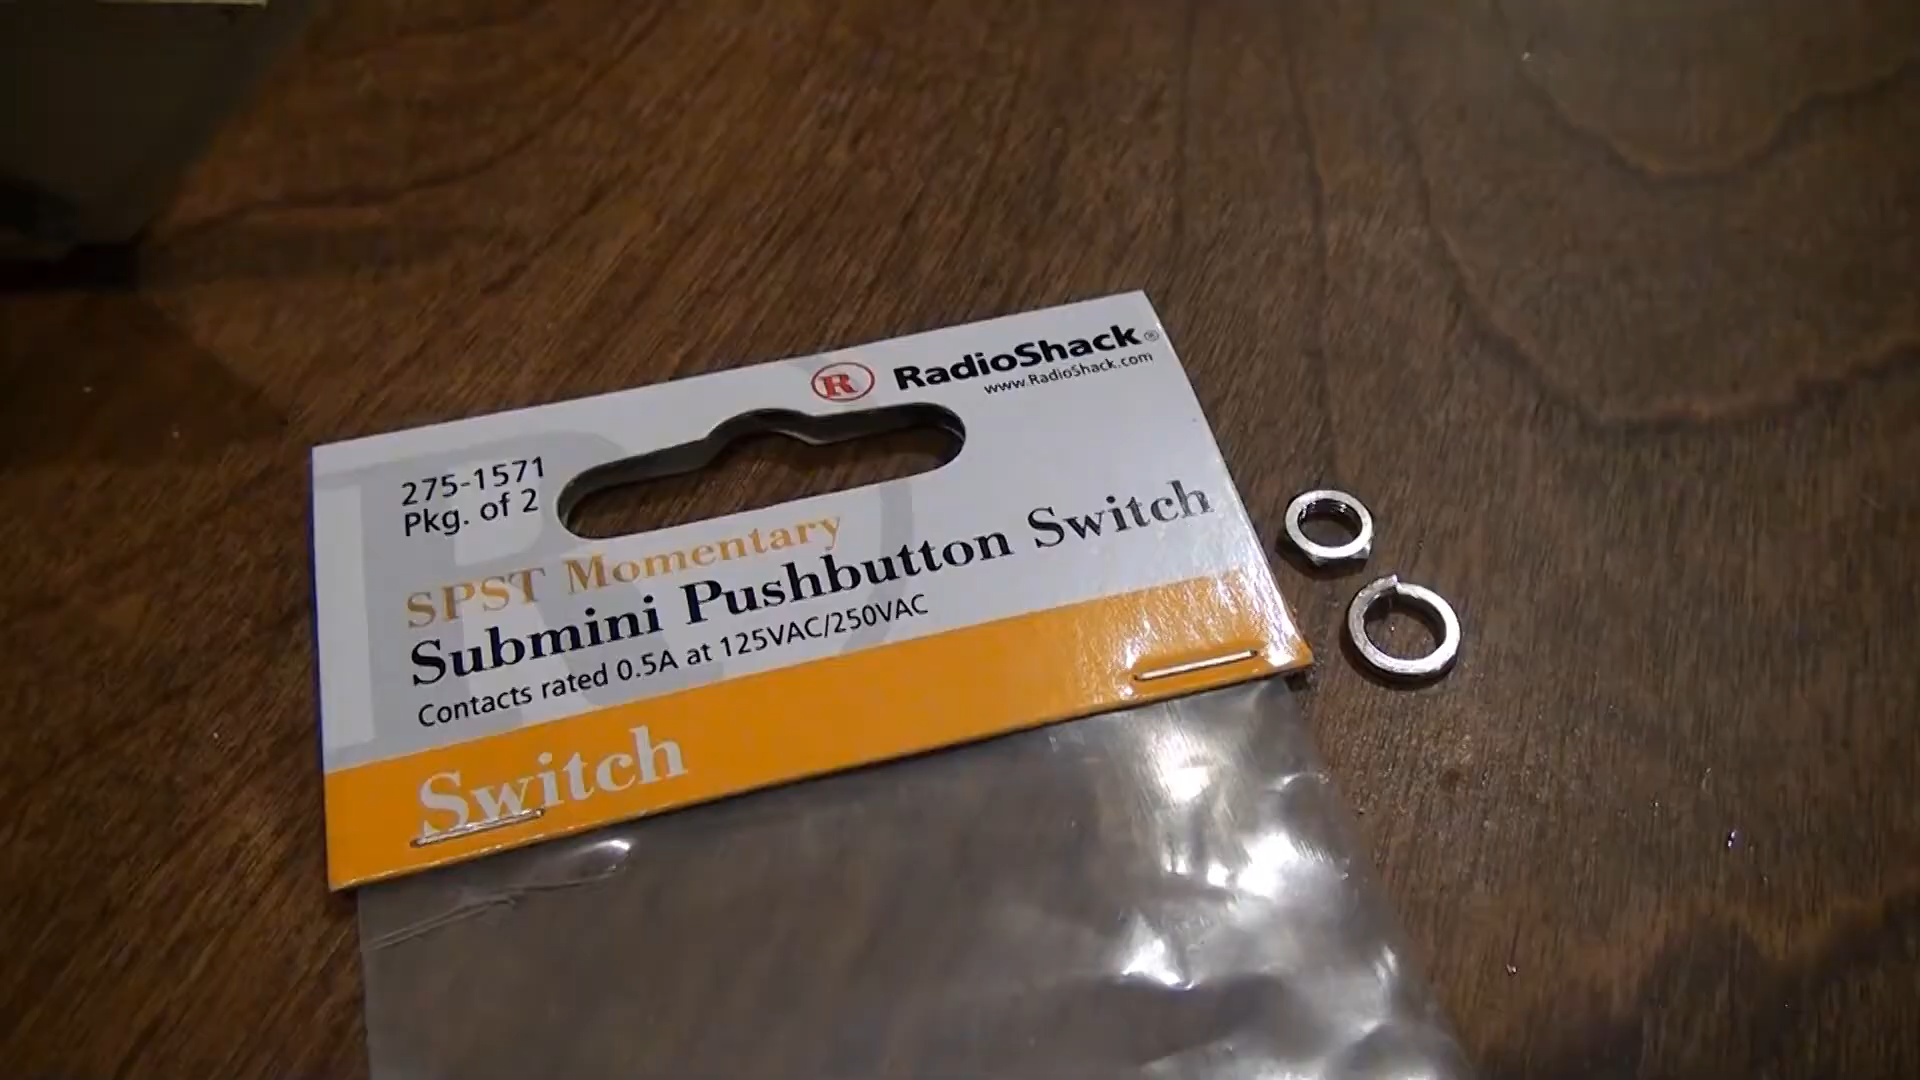 R RadioShack®
www.RadioShack.com
275-1571
Pkg. of 2
SPST Momentary
Submini Pushbutton Switch
Contacts rated 0.5A at 125VAC/250VAC
Switch